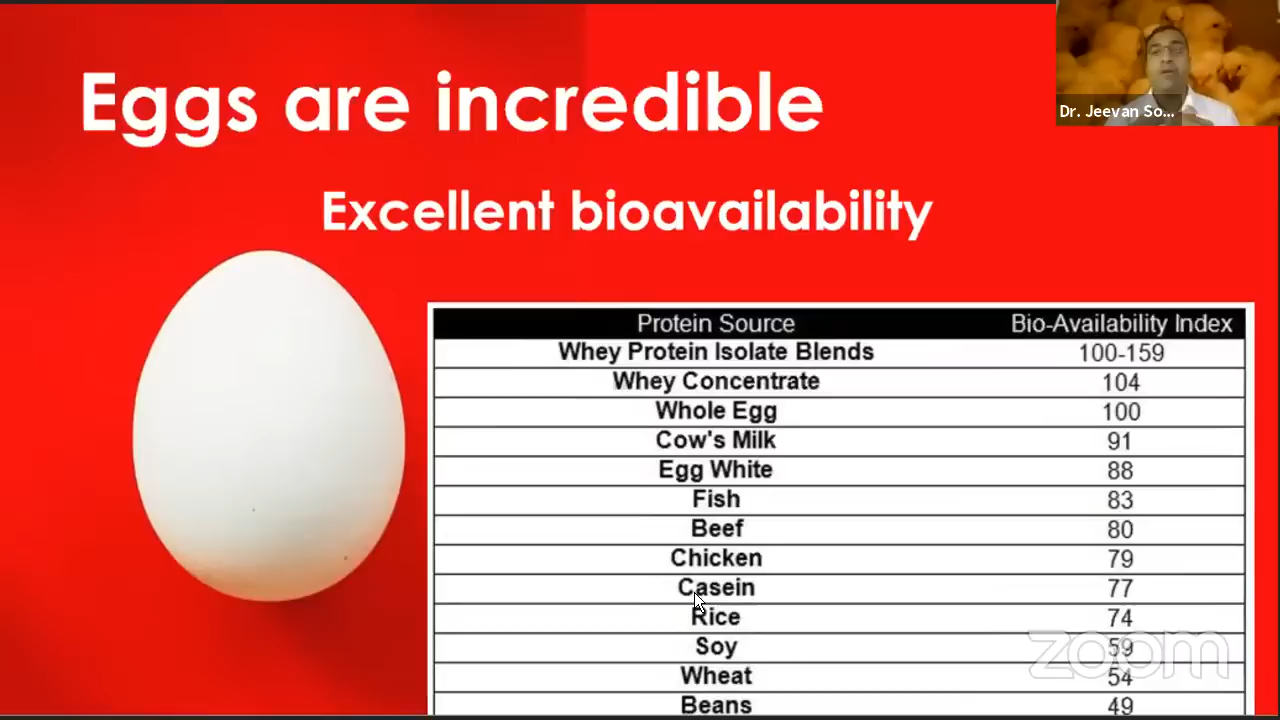 Eggs are incredible
Dr. Jeevan So...
Excellent bioavailability
Protein Source Bio-Availability Index
Whey Protein Isolate Blends 100-159
Whey Concentrate 104
Whole Egg 100
Cow's Milk 91
Egg White 88
Fish 83
Beef 80
Chicken 79
Casein 77
Rice 74
Soy 59
Wheat 54
Beans 49
zoom